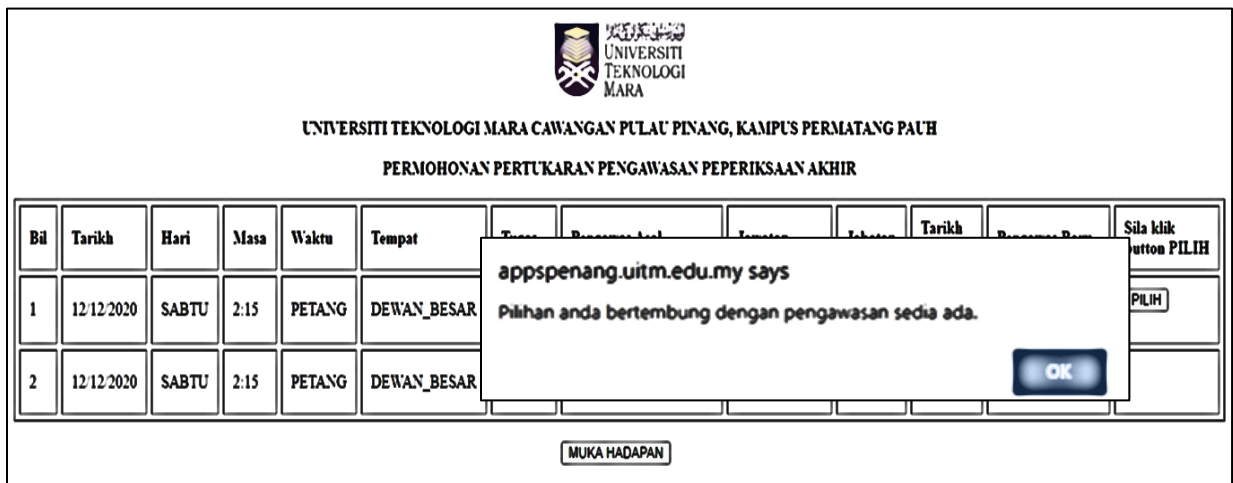 UNIVERSITI
TEKNOLOGI
MARA
UNIVERSITI TEKNOLOGI MARA CAWANGAN PULAU PINANG, KAMPUS PERMATANG PAUH
PERMOHONAN PERTUKARAN PENGAWASAN PEPERIKSAAN AKHIR
Bil Tarikh Hari Masa Waktu Tempat Tarikh Sila klik
button PILIH
appspenang.uitm.edu.my says
Pilihan anda bertembung dengan pengawasan sedia ada.
1 12/12/2020 SABTU 2:15 PETANG DEWAN_BESAR PILIH
OK
2 12/12/2020 SABTU 2:15 PETANG DEWAN_BESAR
MUKA HADAPAN